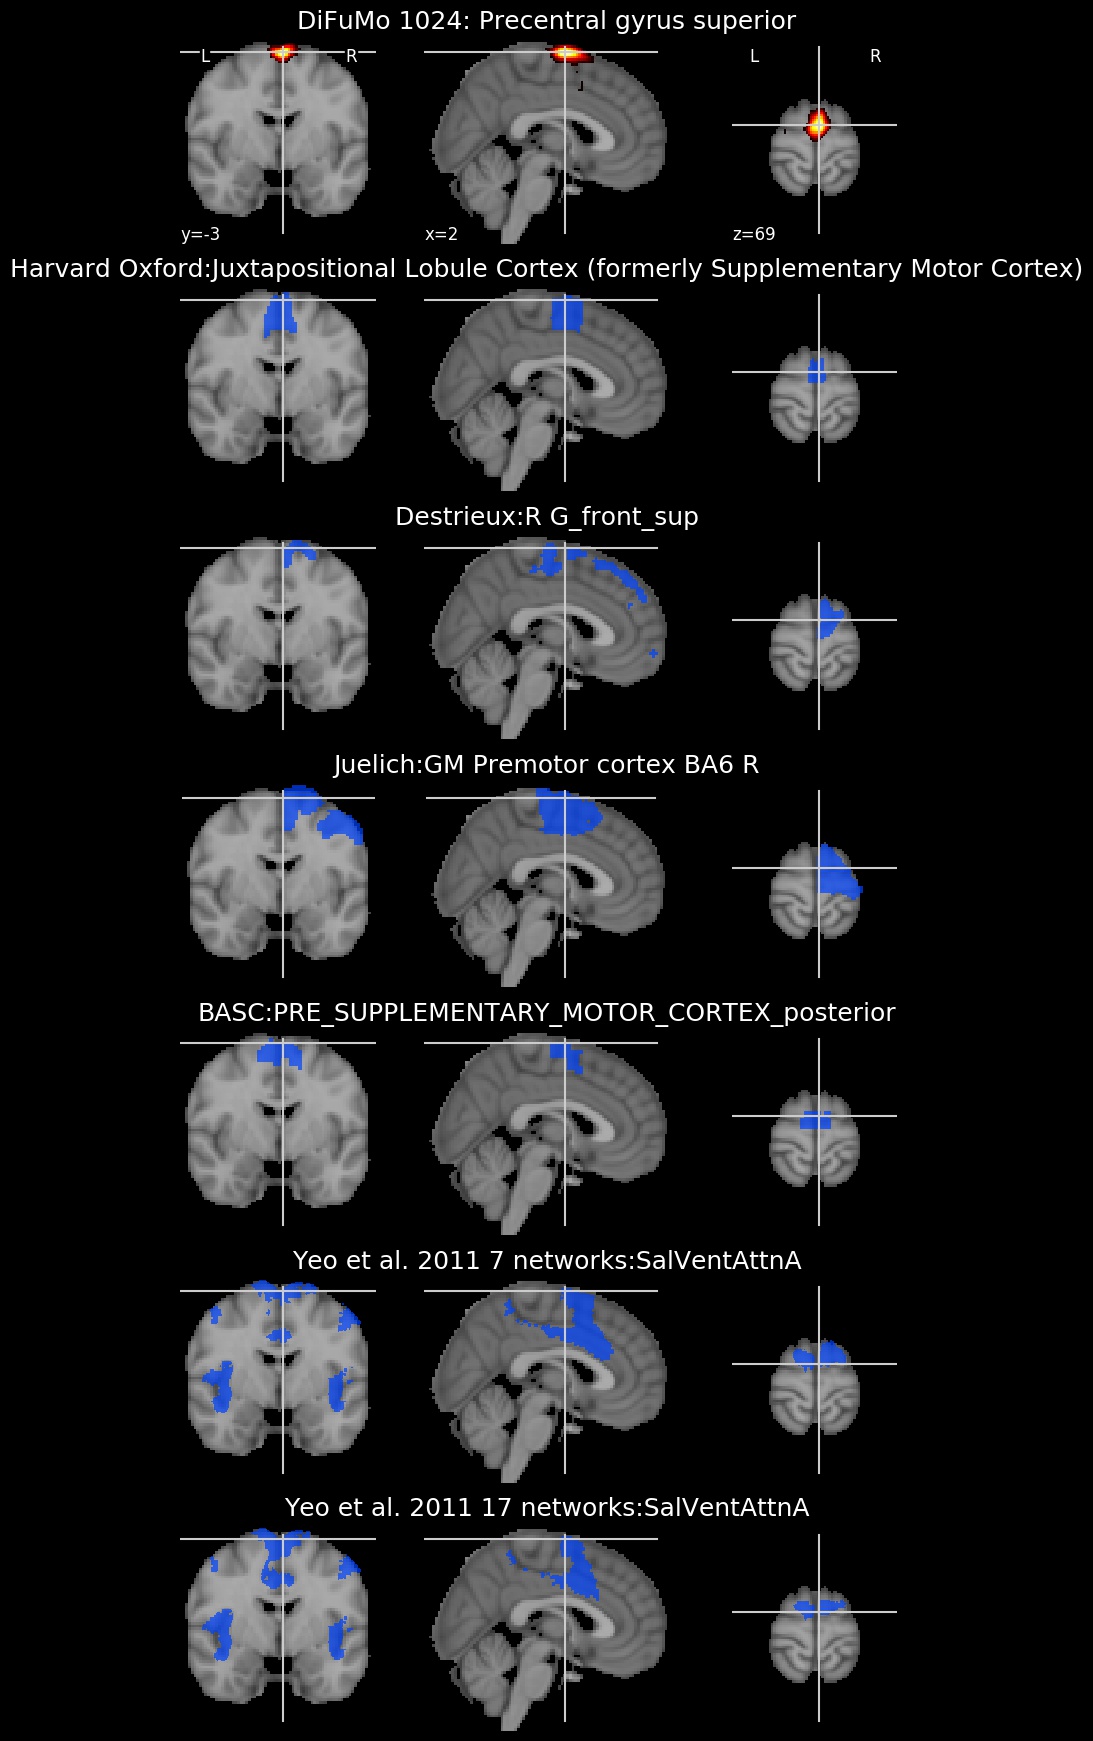 DiFuMo 1024: Precentral gyrus superior
L R L R
y=-3 x=2 z=69
Harvard Oxford:Juxtapositional Lobule Cortex (formerly Supplementary Motor Cortex)
Destrieux:R G_front_sup
Juelich:GM Premotor cortex BA6 R
BASC:PRE_SUPPLEMENTARY_MOTOR_CORTEX_posterior
Yeo et al. 2011 7 networks:SalVentAttnA
Yeo et al. 2011 17 networks:SalVentAttnA